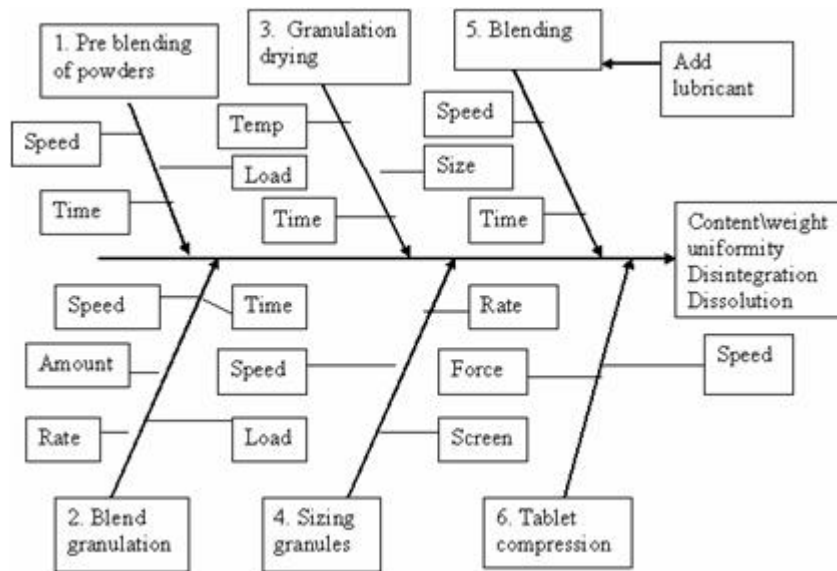 1. Pre blending
of powders
3. Granulation
drying
5. Blending
Add
lubricant
Speed
Load
Time
Temp
Size
Time
Speed
Time
Content\weight
uniformity
Disintegration
Dissolution
Speed
Time
Amount
Rate
Load
Rate
Speed
Screen
Force
Speed
2. Blend
granulation
4. Sizing
granules
6. Tablet
compression